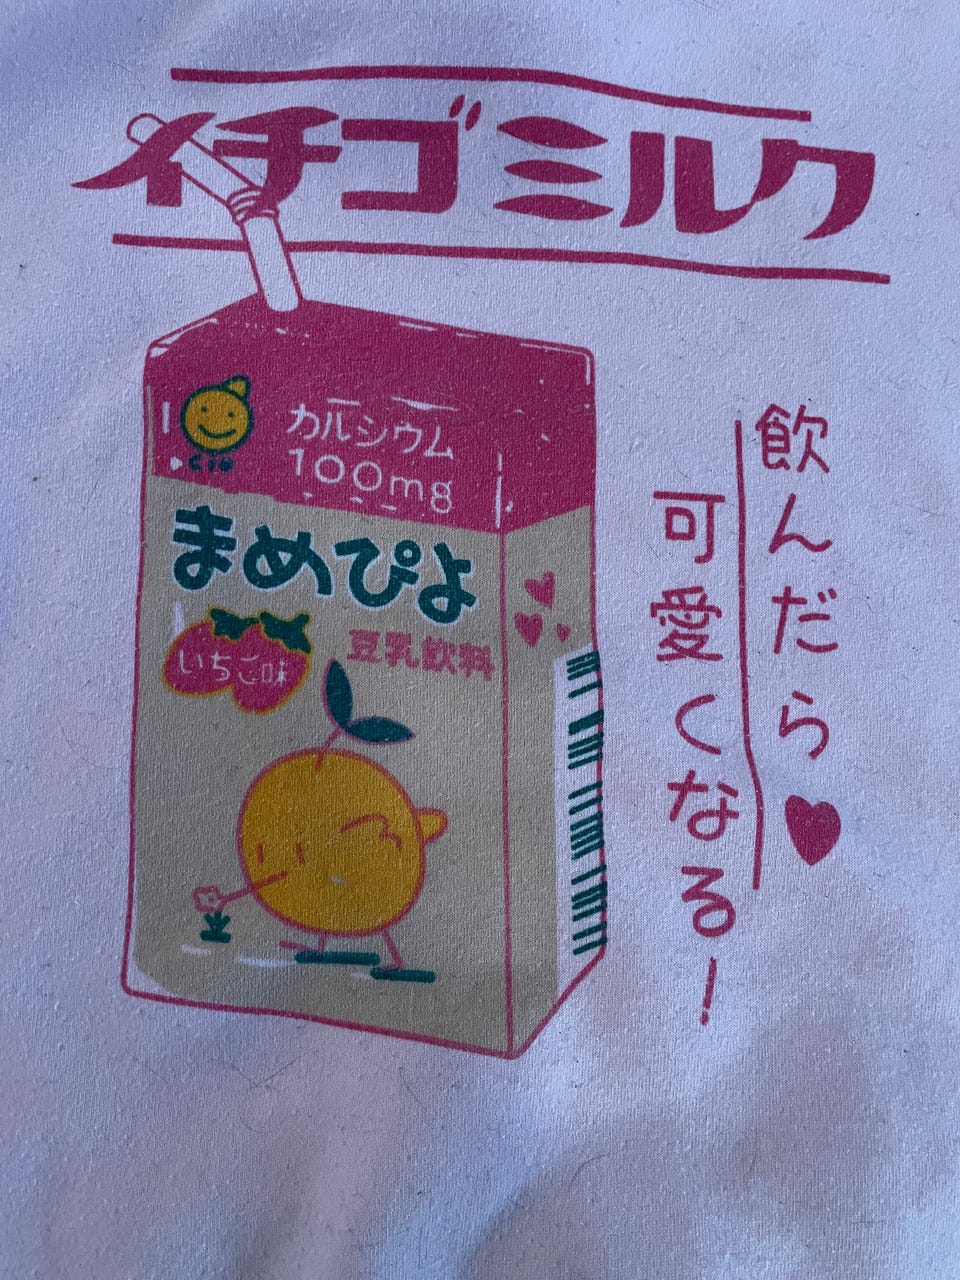 イチゴミルク
カルシウム
100mg
まめぴよ
いちご味
豆乳飲料
飲んだら♥
可愛くなる！